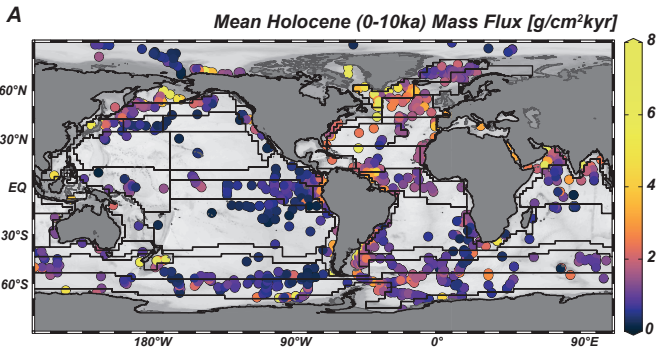 A
Mean Holocene (0-10ka) Mass Flux [g/cm²kyr]
8
60°N
6
30°N
EQ
4
30°S
2
60°S
0
180°W 90°W 0° 90°E